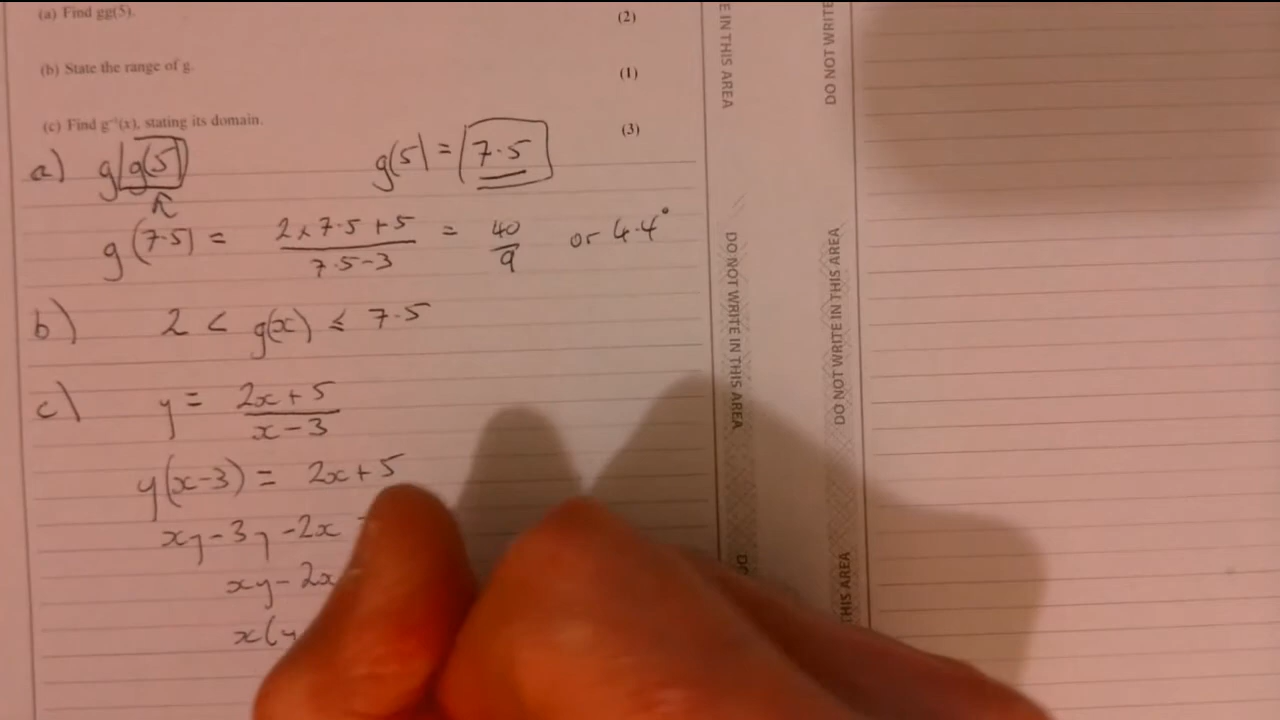 (a) Find gg(5).
(2)
(b) State the range of g.
(1)
(c) Find g⁻¹(x), stating its domain.
(3)
a) g(g(5)) g(5) = 7.5
g(7.5) = (2×7.5+5)/(7.5-3) = 40/9 or 4.4°
b) 2 < g(x) ≤ 7.5
c) y = (2x+5)/(x-3)
y(x-3) = 2x+5
xy-3y-2x
xy-2x
x(y
E IN THIS AREA
DO NOT WRITE IN THIS AREA
DO
DO NOT WRITE
DO NOT WRITE IN THIS AREA
THIS AREA